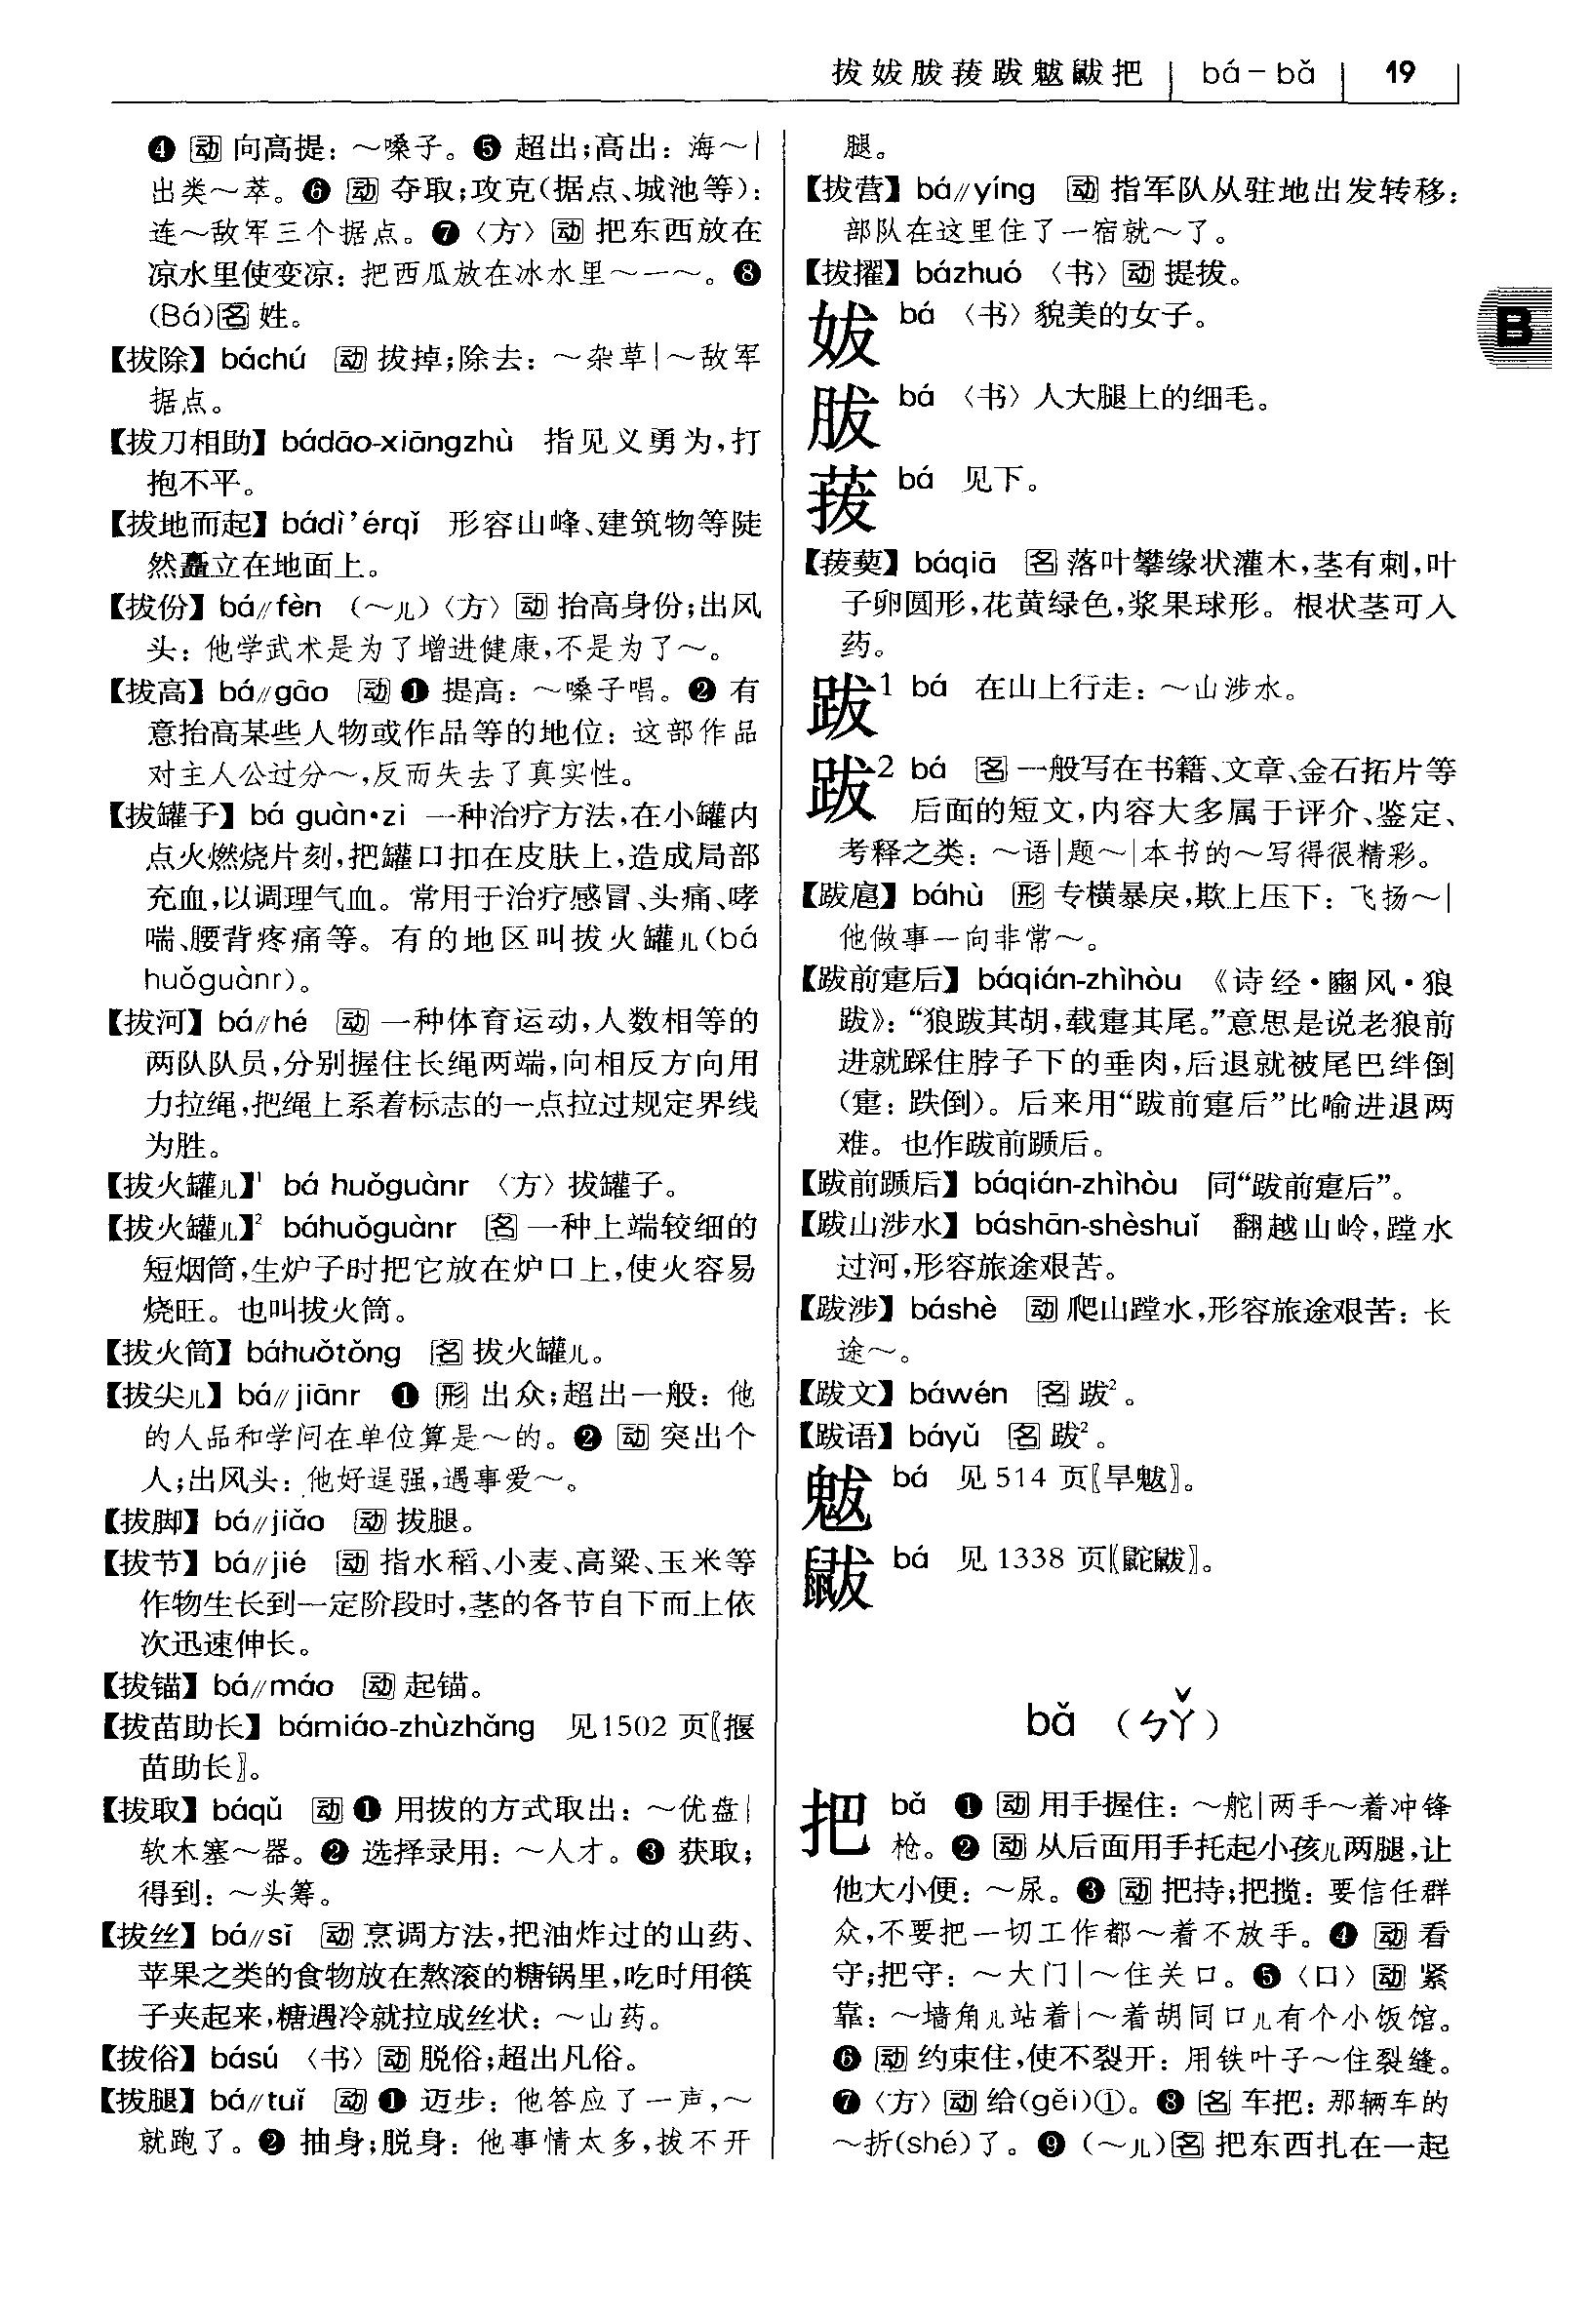 拔妭胈菝跋魃鼥把 | bá－bǎ | 19
❹ 动 向高提：～嗓子。❺ 超出；高出：海～|
出类～萃。❻ 动 夺取；攻克（据点、城池等）：
连～敌军三个据点。❼〈方〉动 把东西放在
凉水里使变凉：把西瓜放在冰水里～一～。❽
（Bá）名 姓。
【拔除】báchú 动 拔掉；除去：～杂草|～敌军
据点。
【拔刀相助】bádāo-xiāngzhù 指见义勇为，打
抱不平。
【拔地而起】bádì’érqǐ 形容山峰、建筑物等陡
然矗立在地面上。
【拔份】bá//fèn （～儿）〈方〉动 抬高身份；出风
头：他学武术是为了增进健康，不是为了～。
【拔高】bá//gāo 动 ❶ 提高：～嗓子唱。❷ 有
意抬高某些人物或作品等的地位：这部作品
对主人公过分～，反而失去了真实性。
【拔罐子】bá guàn·zi 一种治疗方法，在小罐内
点火燃烧片刻，把罐口扣在皮肤上，造成局部
充血，以调理气血。常用于治疗感冒、头痛、哮
喘、腰背疼痛等。有的地区叫拔火罐儿（bá
huǒguànr）。
【拔河】bá//hé 动 一种体育运动，人数相等的
两队队员，分别握住长绳两端，向相反方向用
力拉绳，把绳上系着标志的一点拉过规定界线
为胜。
【拔火罐儿】¹ bá huǒguànr 〈方〉拔罐子。
【拔火罐儿】² báhuǒguànr 名 一种上端较细的
短烟筒，生炉子时把它放在炉口上，使火容易
烧旺。也叫拔火筒。
【拔火筒】báhuǒtǒng 名 拔火罐儿。
【拔尖儿】bá//jiānr ❶ 形 出众；超出一般：他
的人品和学问在单位算是～的。❷ 动 突出个
人；出风头：他好逞强，遇事爱～。
【拔脚】bá//jiǎo 动 拔腿。
【拔节】bá//jié 动 指水稻、小麦、高粱、玉米等
作物生长到一定阶段时，茎的各节自下而上依
次迅速伸长。
【拔锚】bá//máo 动 起锚。
【拔苗助长】bámiáo-zhùzhǎng 见1502 页〖揠
苗助长〗。
【拔取】báqǔ 动 ❶ 用拔的方式取出：～优盘|
软木塞～器。❷ 选择录用：～人才。❸ 获取；
得到：～头筹。
【拔丝】bá//sī 动 烹调方法，把油炸过的山药、
苹果之类的食物放在熬滚的糖锅里，吃时用筷
子夹起来，糖遇冷就拉成丝状：～山药。
【拔俗】bású 〈书〉动 脱俗；超出凡俗。
【拔腿】bá//tuǐ 动 ❶ 迈步：他答应了一声，～
就跑了。❷ 抽身；脱身：他事情太多，拔不开
腿。
【拔营】bá//yíng 动 指军队从驻地出发转移：
部队在这里住了一宿就～了。
【拔擢】bázhuó 〈书〉动 提拔。
妭 bá 〈书〉貌美的女子。
胈 bá 〈书〉人大腿上的细毛。
菝 bá 见下。
【菝葜】báqiā 名 落叶攀缘状灌木，茎有刺，叶
子卵圆形，花黄绿色，浆果球形。根状茎可入
药。
跋¹ bá 在山上行走：～山涉水。
跋² bá 名 一般写在书籍、文章、金石拓片等
后面的短文，内容大多属于评介、鉴定、
考释之类：～语|题～|本书的～写得很精彩。
【跋扈】báhù 形 专横暴戾，欺上压下：飞扬～|
他做事一向非常～。
【跋前疐后】báqián-zhìhòu 《诗经·豳风·狼
跋》：“狼跋其胡，载疐其尾。”意思是说老狼前
进就踩住脖子下的垂肉，后退就被尾巴绊倒
（疐：跌倒）。后来用“跋前疐后”比喻进退两
难。也作跋前踬后。
【跋前踬后】báqián-zhìhòu 同“跋前疐后”。
【跋山涉水】báshān-shèshuǐ 翻越山岭，蹚水
过河，形容旅途艰苦。
【跋涉】báshè 动 爬山蹚水，形容旅途艰苦：长
途～。
【跋文】báwén 名 跋²。
【跋语】báyǔ 名 跋²。
魃 bá 见 514 页〖旱魃〗。
鼥 bá 见 1338 页〖鼧鼥〗。
B
bǎ （ㄅㄚˇ）
把 bǎ ❶ 动 用手握住：～舵|两手～着冲锋
枪。❷ 动 从后面用手托起小孩儿两腿，让
他大小便：～尿。❸ 动 把持；把揽：要信任群
众，不要把一切工作都～着不放手。❹ 动 看
守；把守：～大门|～住关口。❺〈口〉动 紧
靠：～墙角儿站着|～着胡同口儿有个小饭馆。
❻ 动 约束住，使不裂开：用铁叶子～住裂缝。
❼〈方〉动 给（gěi）①。❽ 名 车把：那辆车的
～折（shé）了。❾（～儿）名 把东西扎在一起